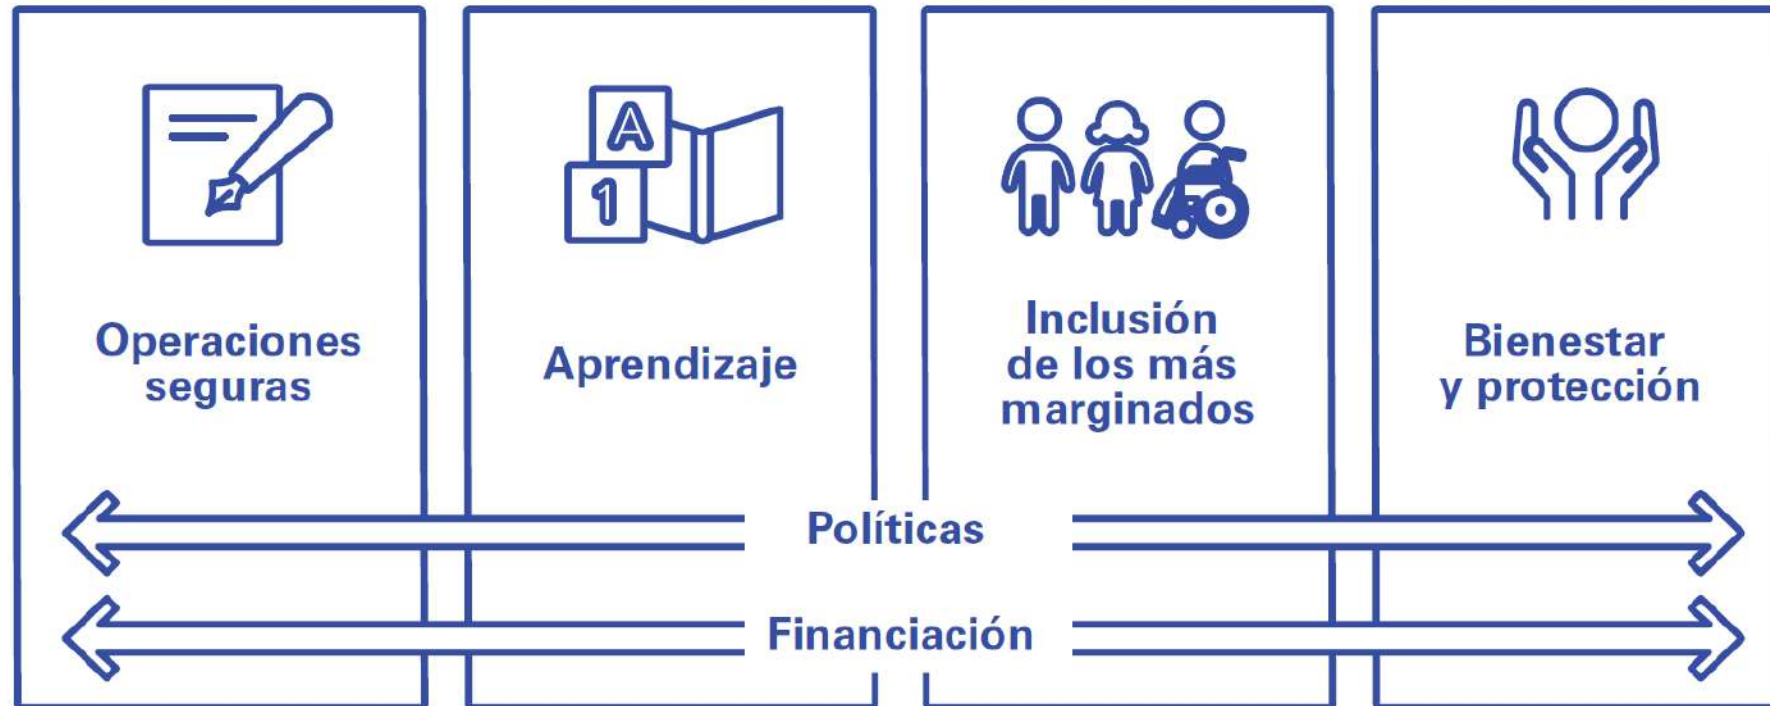 A
1
Operaciones
seguras
Aprendizaje
Inclusión
de los más
marginados
Bienestar
y protección
Políticas
Financiación